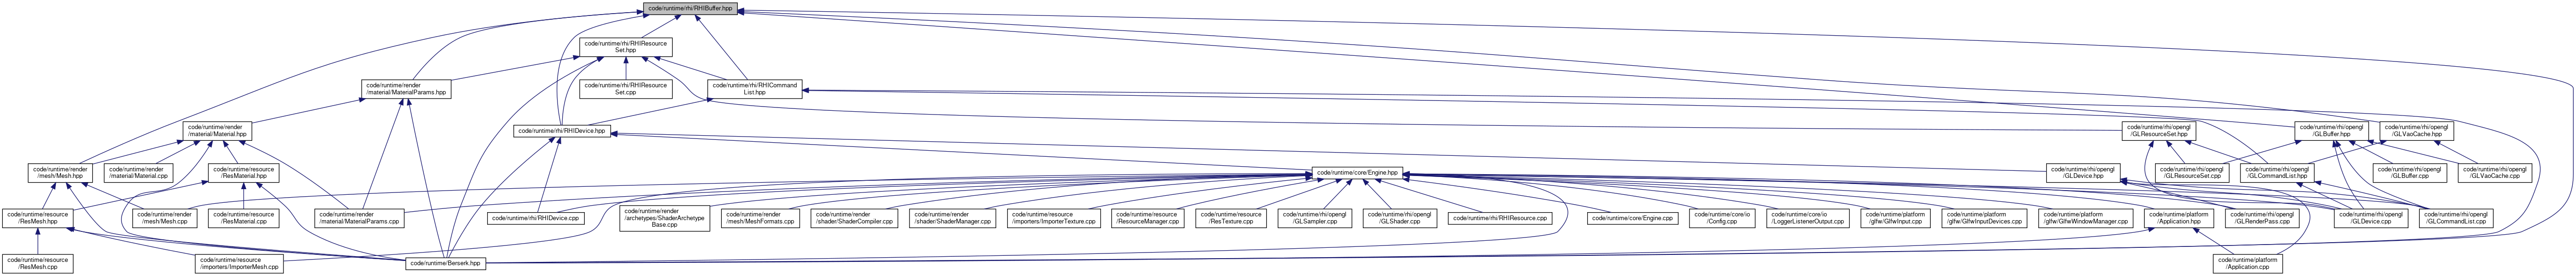 code/runtime/rhi/RHIBuffer.hpp
code/runtime/rhi/RHIResource
Set.hpp
code/runtime/render
/material/MaterialParams.hpp
code/runtime/rhi/RHIResource
Set.cpp
code/runtime/rhi/RHICommand
List.hpp
code/runtime/render
/material/Material.hpp
code/runtime/rhi/RHIDevice.hpp
code/runtime/rhi/opengl
/GLResourceSet.hpp
code/runtime/rhi/opengl
/GLBuffer.hpp
code/runtime/rhi/opengl
/GLVaoCache.hpp
code/runtime/render
/mesh/Mesh.hpp
code/runtime/render
/material/Material.cpp
code/runtime/resource
/ResMaterial.hpp
code/runtime/core/Engine.hpp
code/runtime/rhi/opengl
/GLDevice.hpp
code/runtime/rhi/opengl
/GLResourceSet.cpp
code/runtime/rhi/opengl
/GLCommandList.hpp
code/runtime/rhi/opengl
/GLBuffer.cpp
code/runtime/rhi/opengl
/GLVaoCache.cpp
code/runtime/resource
/ResMesh.hpp
code/runtime/render
/mesh/Mesh.cpp
code/runtime/resource
/ResMaterial.cpp
code/runtime/render
/material/MaterialParams.cpp
code/runtime/rhi/RHIDevice.cpp
code/runtime/render
/archetypes/ShaderArchetype
Base.cpp
code/runtime/render
/mesh/MeshFormats.cpp
code/runtime/render
/shader/ShaderCompiler.cpp
code/runtime/render
/shader/ShaderManager.cpp
code/runtime/resource
/importers/ImporterTexture.cpp
code/runtime/resource
/ResourceManager.cpp
code/runtime/resource
/ResTexture.cpp
code/runtime/rhi/opengl
/GLSampler.cpp
code/runtime/rhi/opengl
/GLShader.cpp
code/runtime/rhi/RHIResource.cpp
code/runtime/core/Engine.cpp
code/runtime/core/io
/Config.cpp
code/runtime/core/io
/LoggerListenerOutput.cpp
code/runtime/platform
/glfw/GlfwInput.cpp
code/runtime/platform
/glfw/GlfwInputDevices.cpp
code/runtime/platform
/glfw/GlfwWindowManager.cpp
code/runtime/platform
/Application.hpp
code/runtime/rhi/opengl
/GLRenderPass.cpp
code/runtime/rhi/opengl
/GLDevice.cpp
code/runtime/rhi/opengl
/GLCommandList.cpp
code/runtime/resource
/ResMesh.cpp
code/runtime/resource
/importers/ImporterMesh.cpp
code/runtime/Berserk.hpp
code/runtime/platform
/Application.cpp